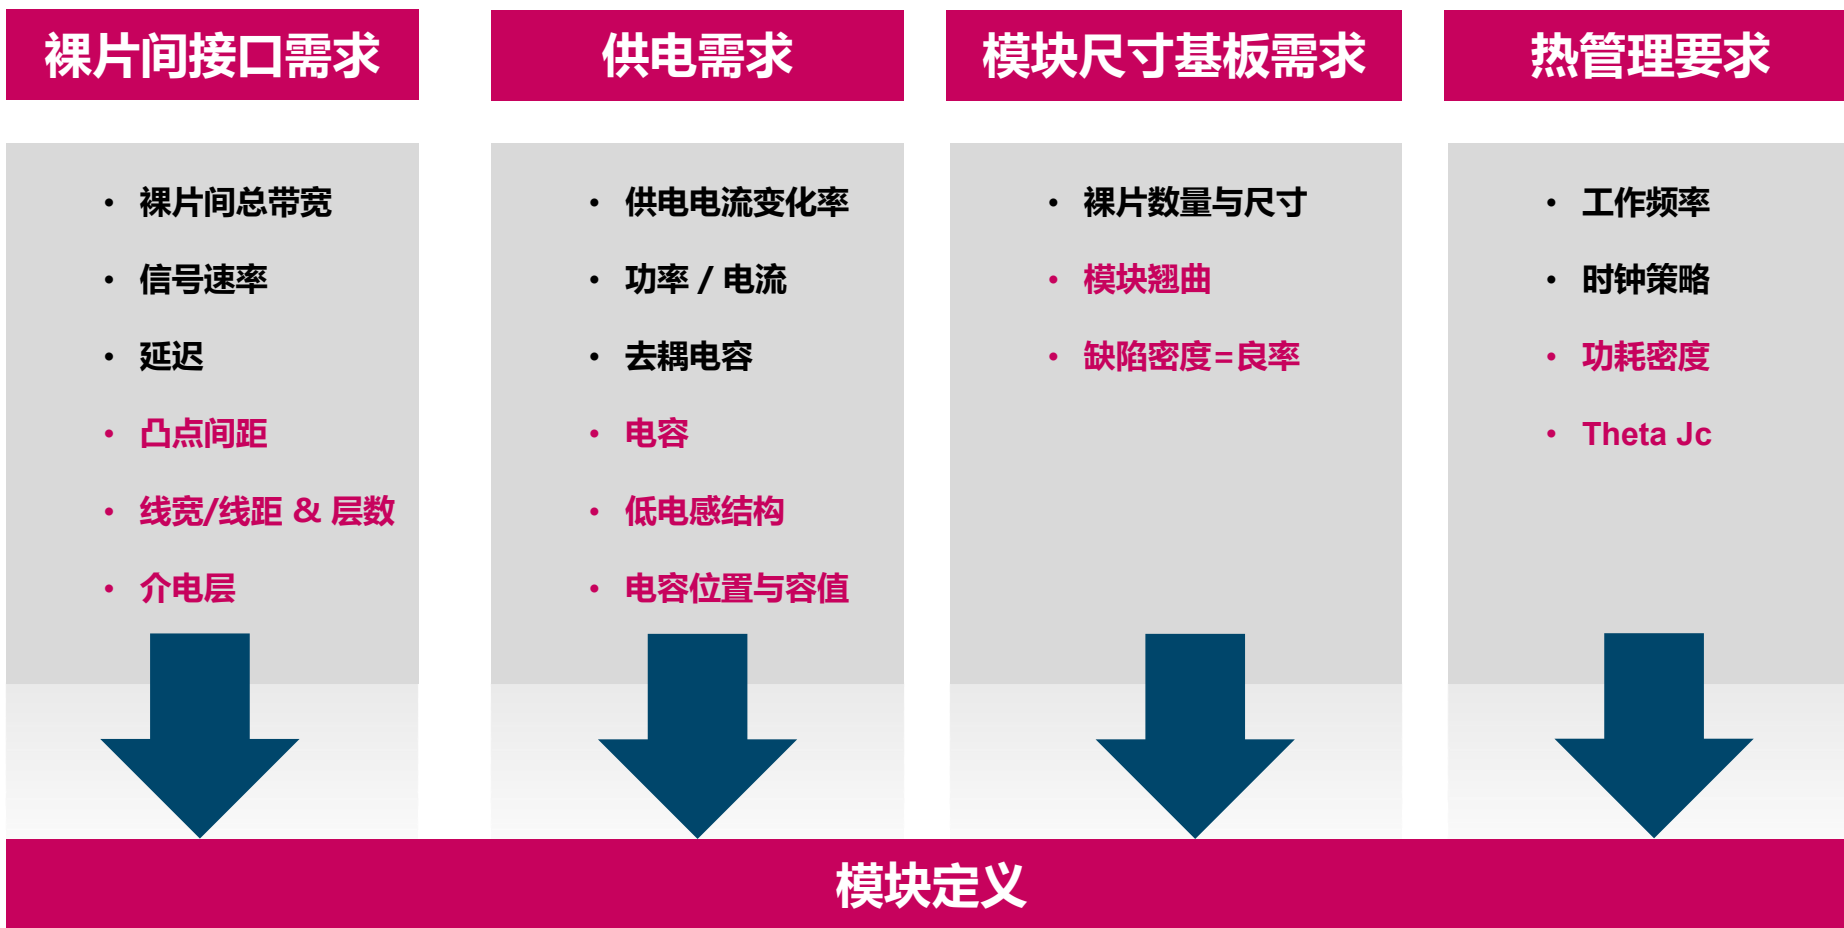 裸片间接口需求
• 裸片间总带宽
• 信号速率
• 延迟
• 凸点间距
• 线宽/线距 & 层数
• 介电层
供电需求
• 供电电流变化率
• 功率 / 电流
• 去耦电容
• 电容
• 低电感结构
• 电容位置与容值
模块尺寸基板需求
• 裸片数量与尺寸
• 模块翘曲
• 缺陷密度=良率
热管理要求
• 工作频率
• 时钟策略
• 功耗密度
• Theta Jc
模块定义